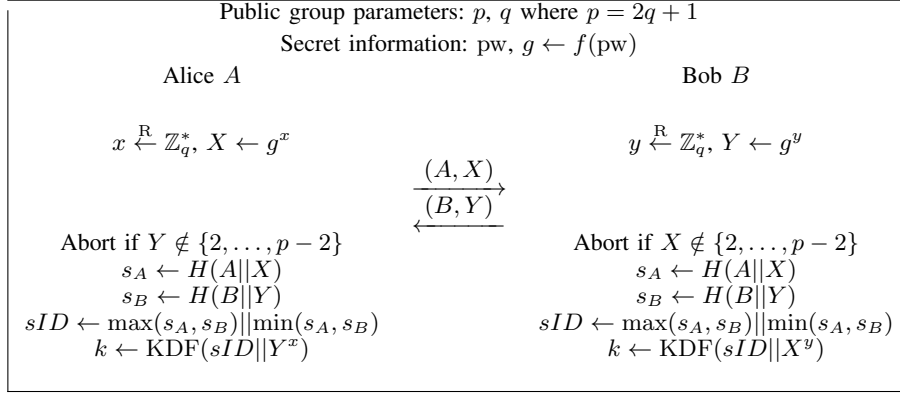 Public group parameters: p, q where p = 2q + 1
Secret information: pw, g ← f(pw)
Alice A Bob B
x ←R ℤ*_q, X ← g^x y ←R ℤ*_q, Y ← g^y
(A, X)
(B, Y)
Abort if Y ∉ {2, . . . , p − 2} Abort if X ∉ {2, . . . , p − 2}
s_A ← H(A||X) s_A ← H(A||X)
s_B ← H(B||Y) s_B ← H(B||Y)
sID ← max(s_A, s_B)||min(s_A, s_B) sID ← max(s_A, s_B)||min(s_A, s_B)
k ← KDF(sID||Y^x) k ← KDF(sID||X^y)